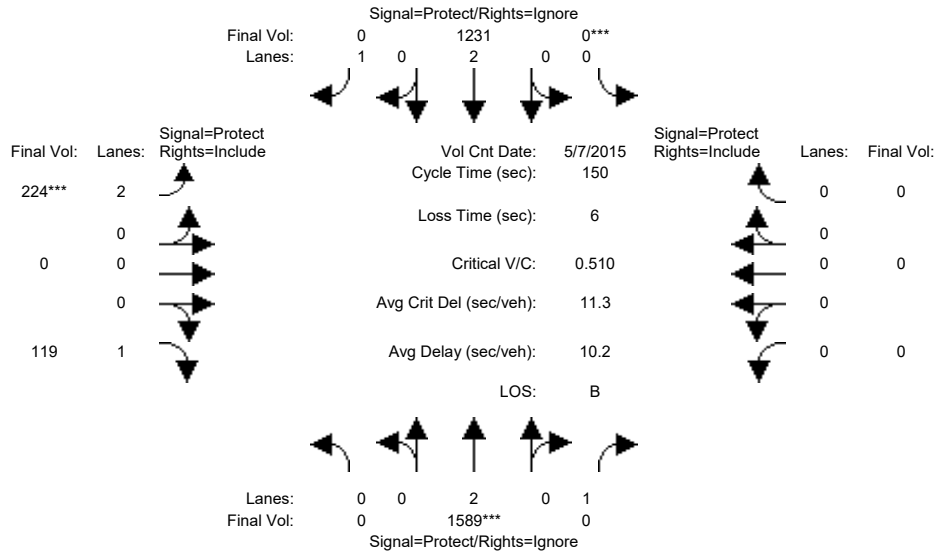 Signal=Protect/Rights=Ignore
Final Vol: 0 1231 0***
Lanes: 1 0 2 0 0
Signal=Protect Signal=Protect
Final Vol: Lanes: Rights=Include Vol Cnt Date: 5/7/2015 Rights=Include Lanes: Final Vol:
Cycle Time (sec): 150
224*** 2 0 0
Loss Time (sec): 6
0 0
0 0 Critical V/C: 0.510 0 0
0 Avg Crit Del (sec/veh): 11.3 0
119 1 Avg Delay (sec/veh): 10.2 0 0
LOS: B
Lanes: 0 0 2 0 1
Final Vol: 0 1589*** 0
Signal=Protect/Rights=Ignore